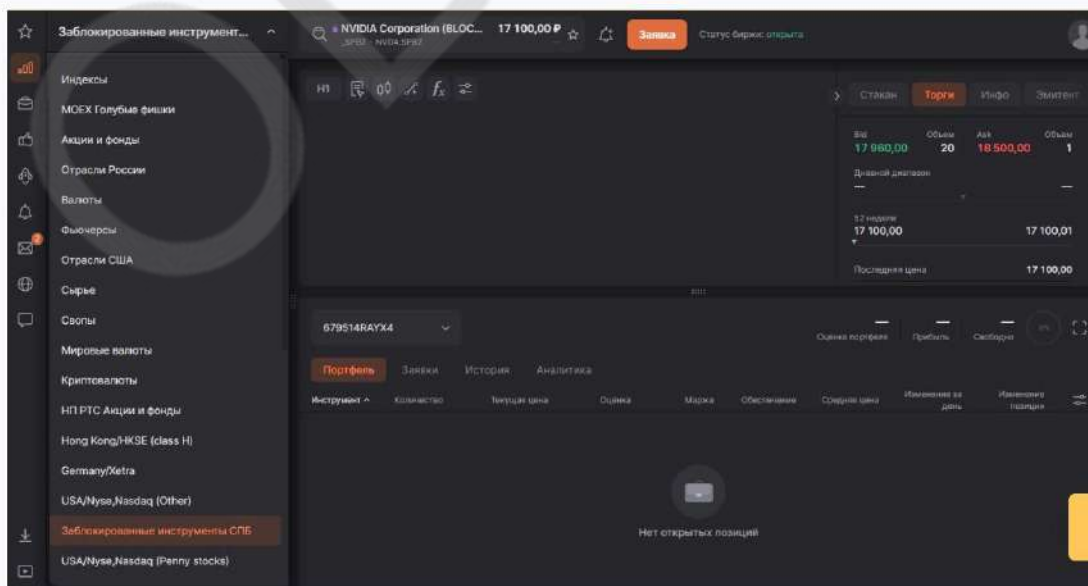 Заблокированные инструмент...
Индексы
MOEX Голубые фишки
Акции и фонды
Отрасли России
Валюты
Фьючерсы
Отрасли США
Сырье
Свопы
Мировые валюты
Криптовалюты
НП РТС Акции и фонды
Hong Kong/HKSE (class H)
Germany/Xetra
USA/Nyse,Nasdaq (Other)
Заблокированные инструменты СПБ
USA/Nyse,Nasdaq (Penny stocks)
2
NVIDIA Corporation (BLOC... 17 100,00 ₽
Заявка
Статус биржи: открыта
H1
fx
Стакан Торги Инфо Эмитент
Bid Объем Ask Объем
17 960,00 20 18 500,00 1
Дневной диапазон
— —
52 недели
17 100,00 17 100,01
Последняя цена 17 100,00
679514RAYX4
— — —
Оценка портфеля Прибыль Свободно
Портфель Заявки История Аналитика
Инструмент Количество Текущая цена Оценка Маржа Обеспечение Средняя цена Изменение за день Изменение позиции
Нет открытых позиций